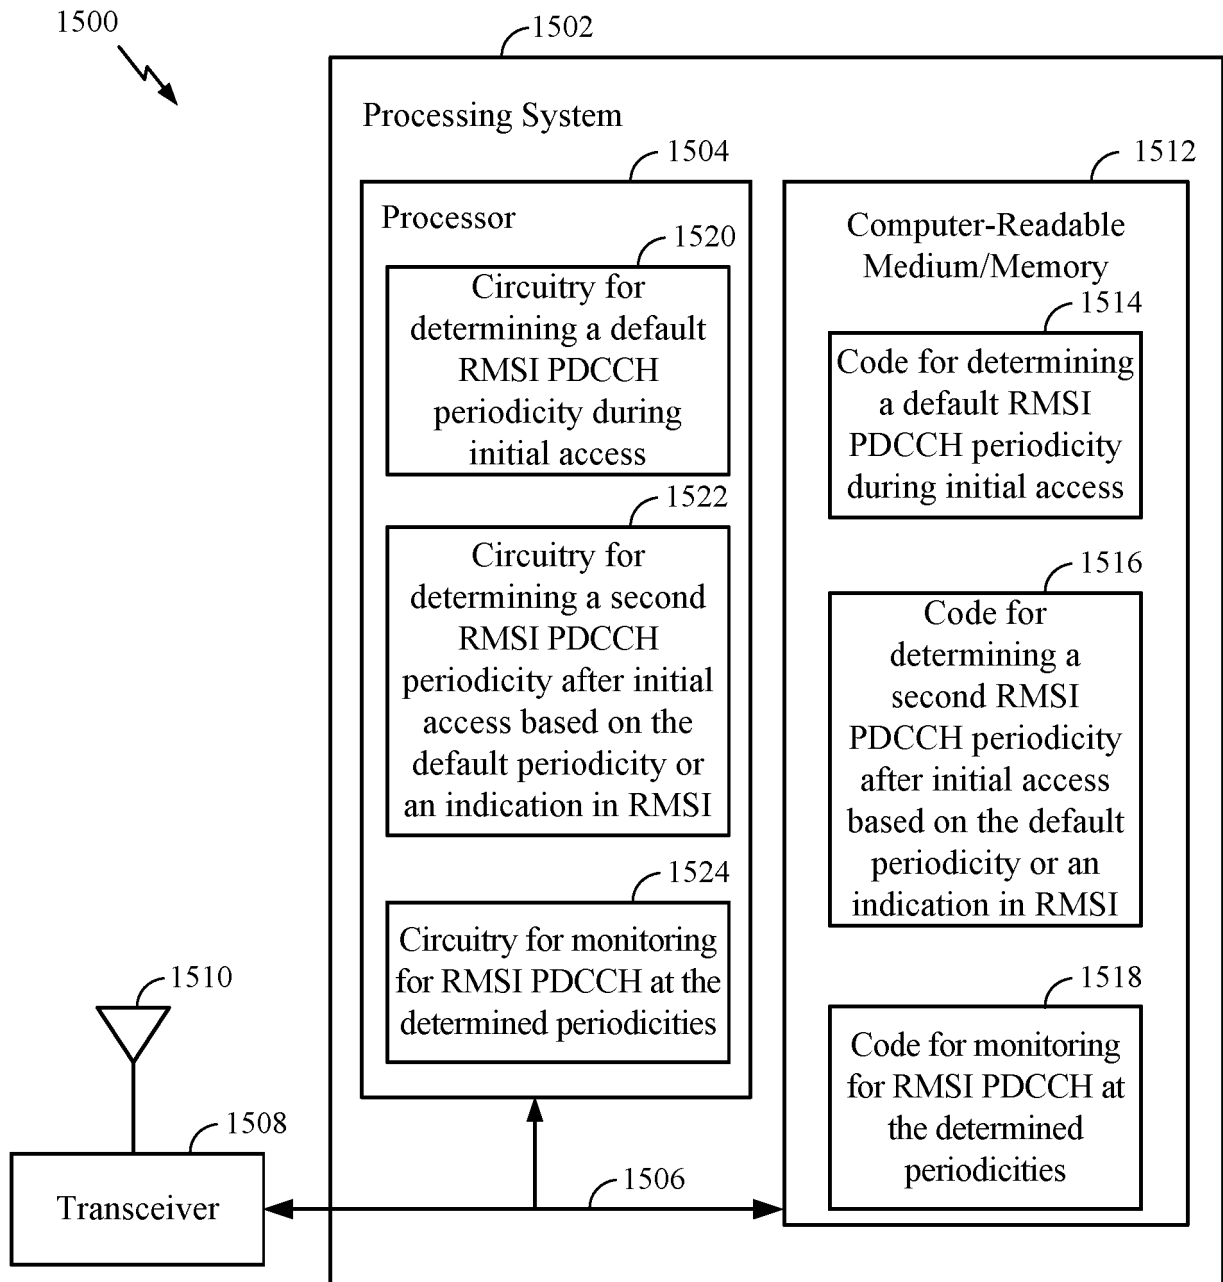 1500
1502
Processing System
1504
Processor
1520
Circuitry for
determining a default
RMSI PDCCH
periodicity during
initial access
1522
Circuitry for
determining a second
RMSI PDCCH
periodicity after initial
access based on the
default periodicity or
an indication in RMSI
1524
Circuitry for monitoring
for RMSI PDCCH at the
determined periodicities
1512
Computer-Readable
Medium/Memory
1514
Code for determining
a default RMSI
PDCCH periodicity
during initial access
1516
Code for
determining a
second RMSI
PDCCH periodicity
after initial access
based on the default
periodicity or an
indication in RMSI
1518
Code for monitoring
for RMSI PDCCH at
the determined
periodicities
1510
1508
Transceiver
1506